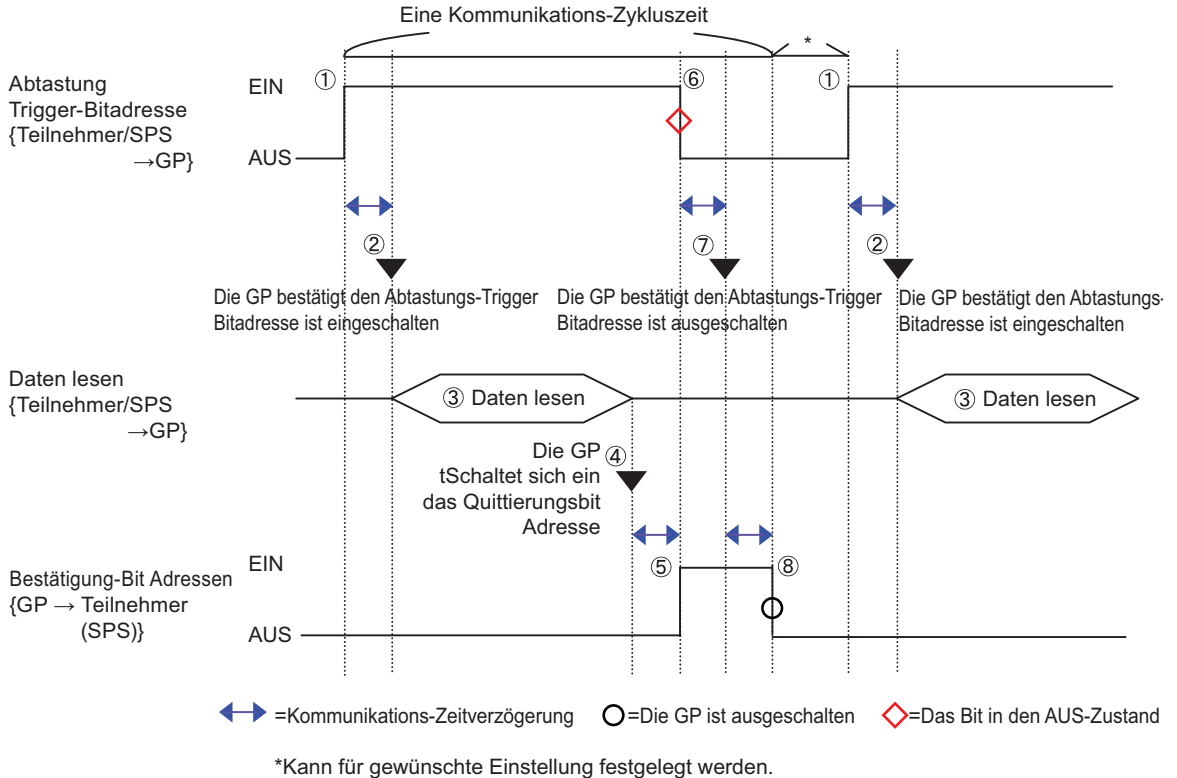 Eine Kommunikations-Zykluszeit
*
Abtastung
Trigger-Bitadresse
{Teilnehmer/SPS
→GP}
EIN
AUS
①
⑥
①
②
⑦
②
Die GP bestätigt den Abtastungs-Trigger
Bitadresse ist eingeschalten
Die GP bestätigt den Abtastungs-Trigger
Bitadresse ist ausgeschalten
Die GP bestätigt den Abtastungs-
Bitadresse ist eingeschalten
Daten lesen
{Teilnehmer/SPS
→GP}
③ Daten lesen
③ Daten lesen
Die GP ④
tSchaltet sich ein
das Quittierungsbit
Adresse
Bestätigung-Bit Adressen
{GP → Teilnehmer
(SPS)}
EIN
AUS
⑤
⑧
=Kommunikations-Zeitverzögerung
=Die GP ist ausgeschalten
=Das Bit in den AUS-Zustand
*Kann für gewünschte Einstellung festgelegt werden.